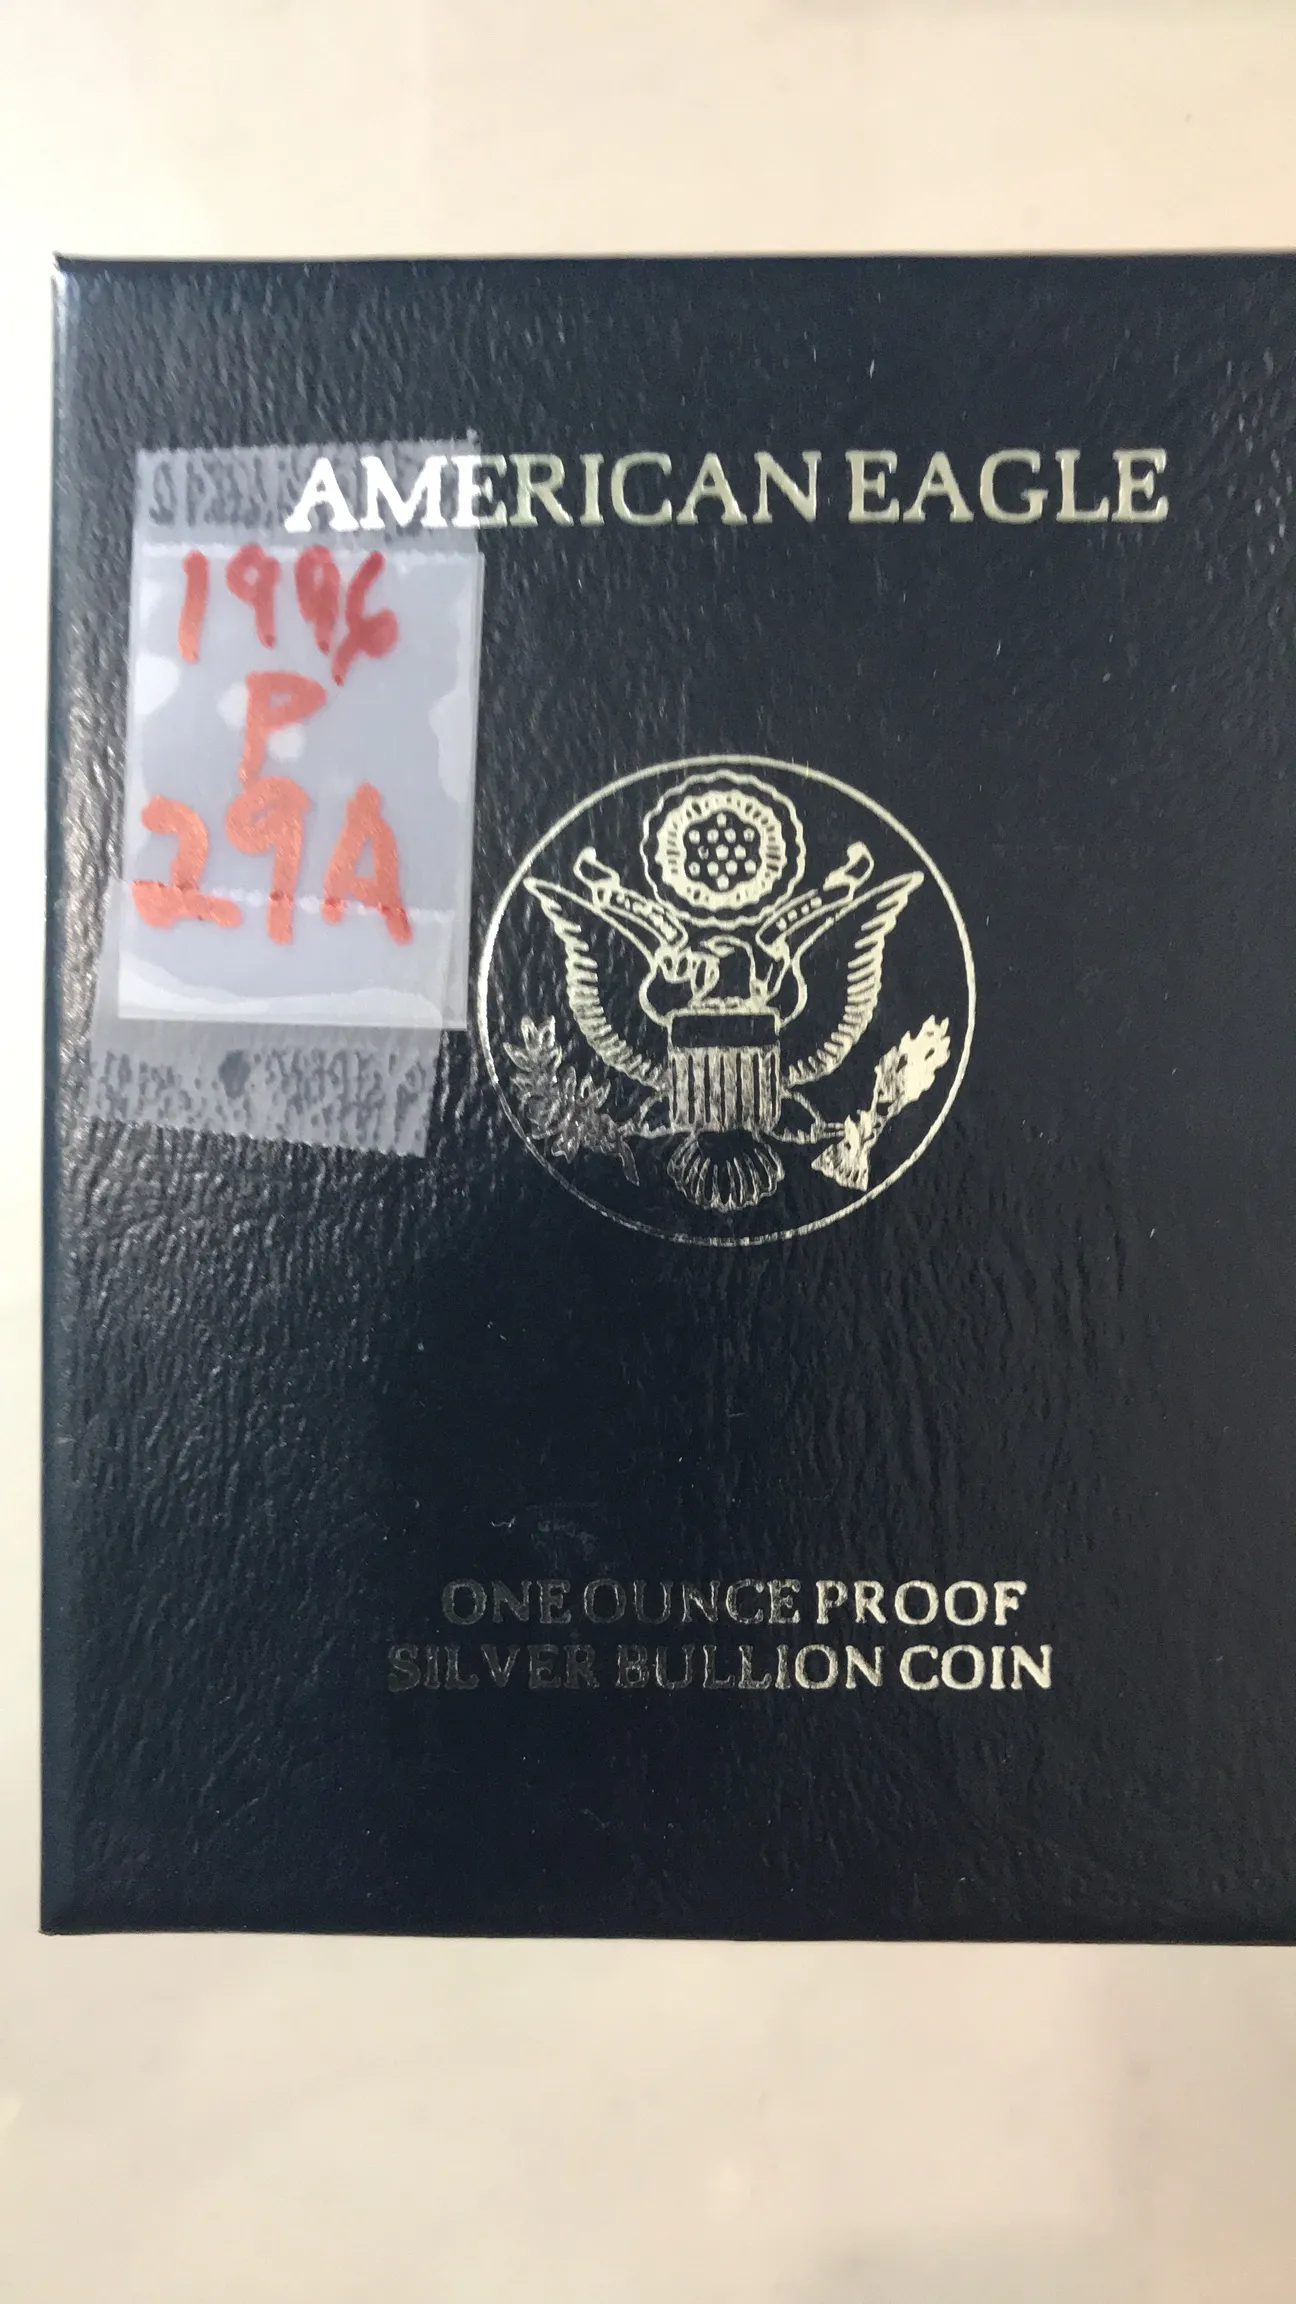 AMERICAN EAGLE
1996
P
29A
ONE OUNCE PROOF
SILVER BULLION COIN